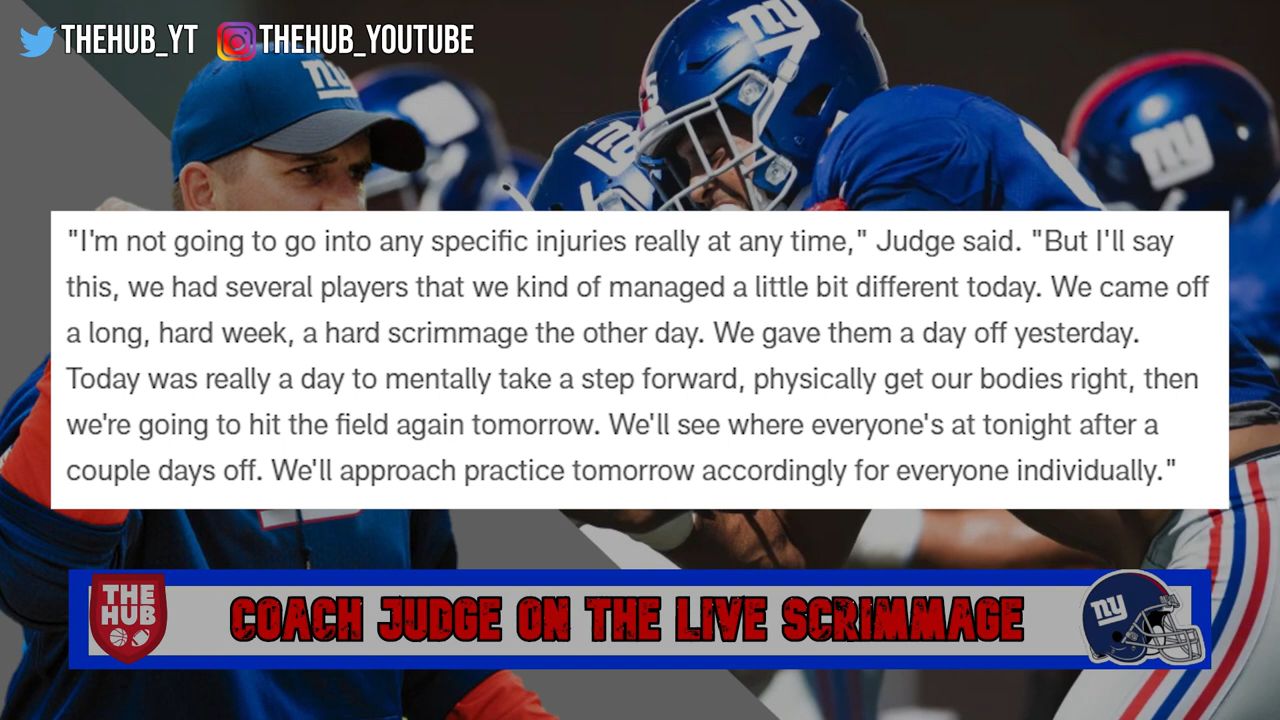 THEHUB_YT THEHUB_YOUTUBE
ny
ny
ny
ny
"I'm not going to go into any specific injuries really at any time," Judge said. "But I'll say
this, we had several players that we kind of managed a little bit different today. We came off
a long, hard week, a hard scrimmage the other day. We gave them a day off yesterday.
Today was really a day to mentally take a step forward, physically get our bodies right, then
we're going to hit the field again tomorrow. We'll see where everyone's at tonight after a
couple days off. We'll approach practice tomorrow accordingly for everyone individually."
THE
HUB
COACH JUDGE ON THE LIVE SCRIMMAGE
ny